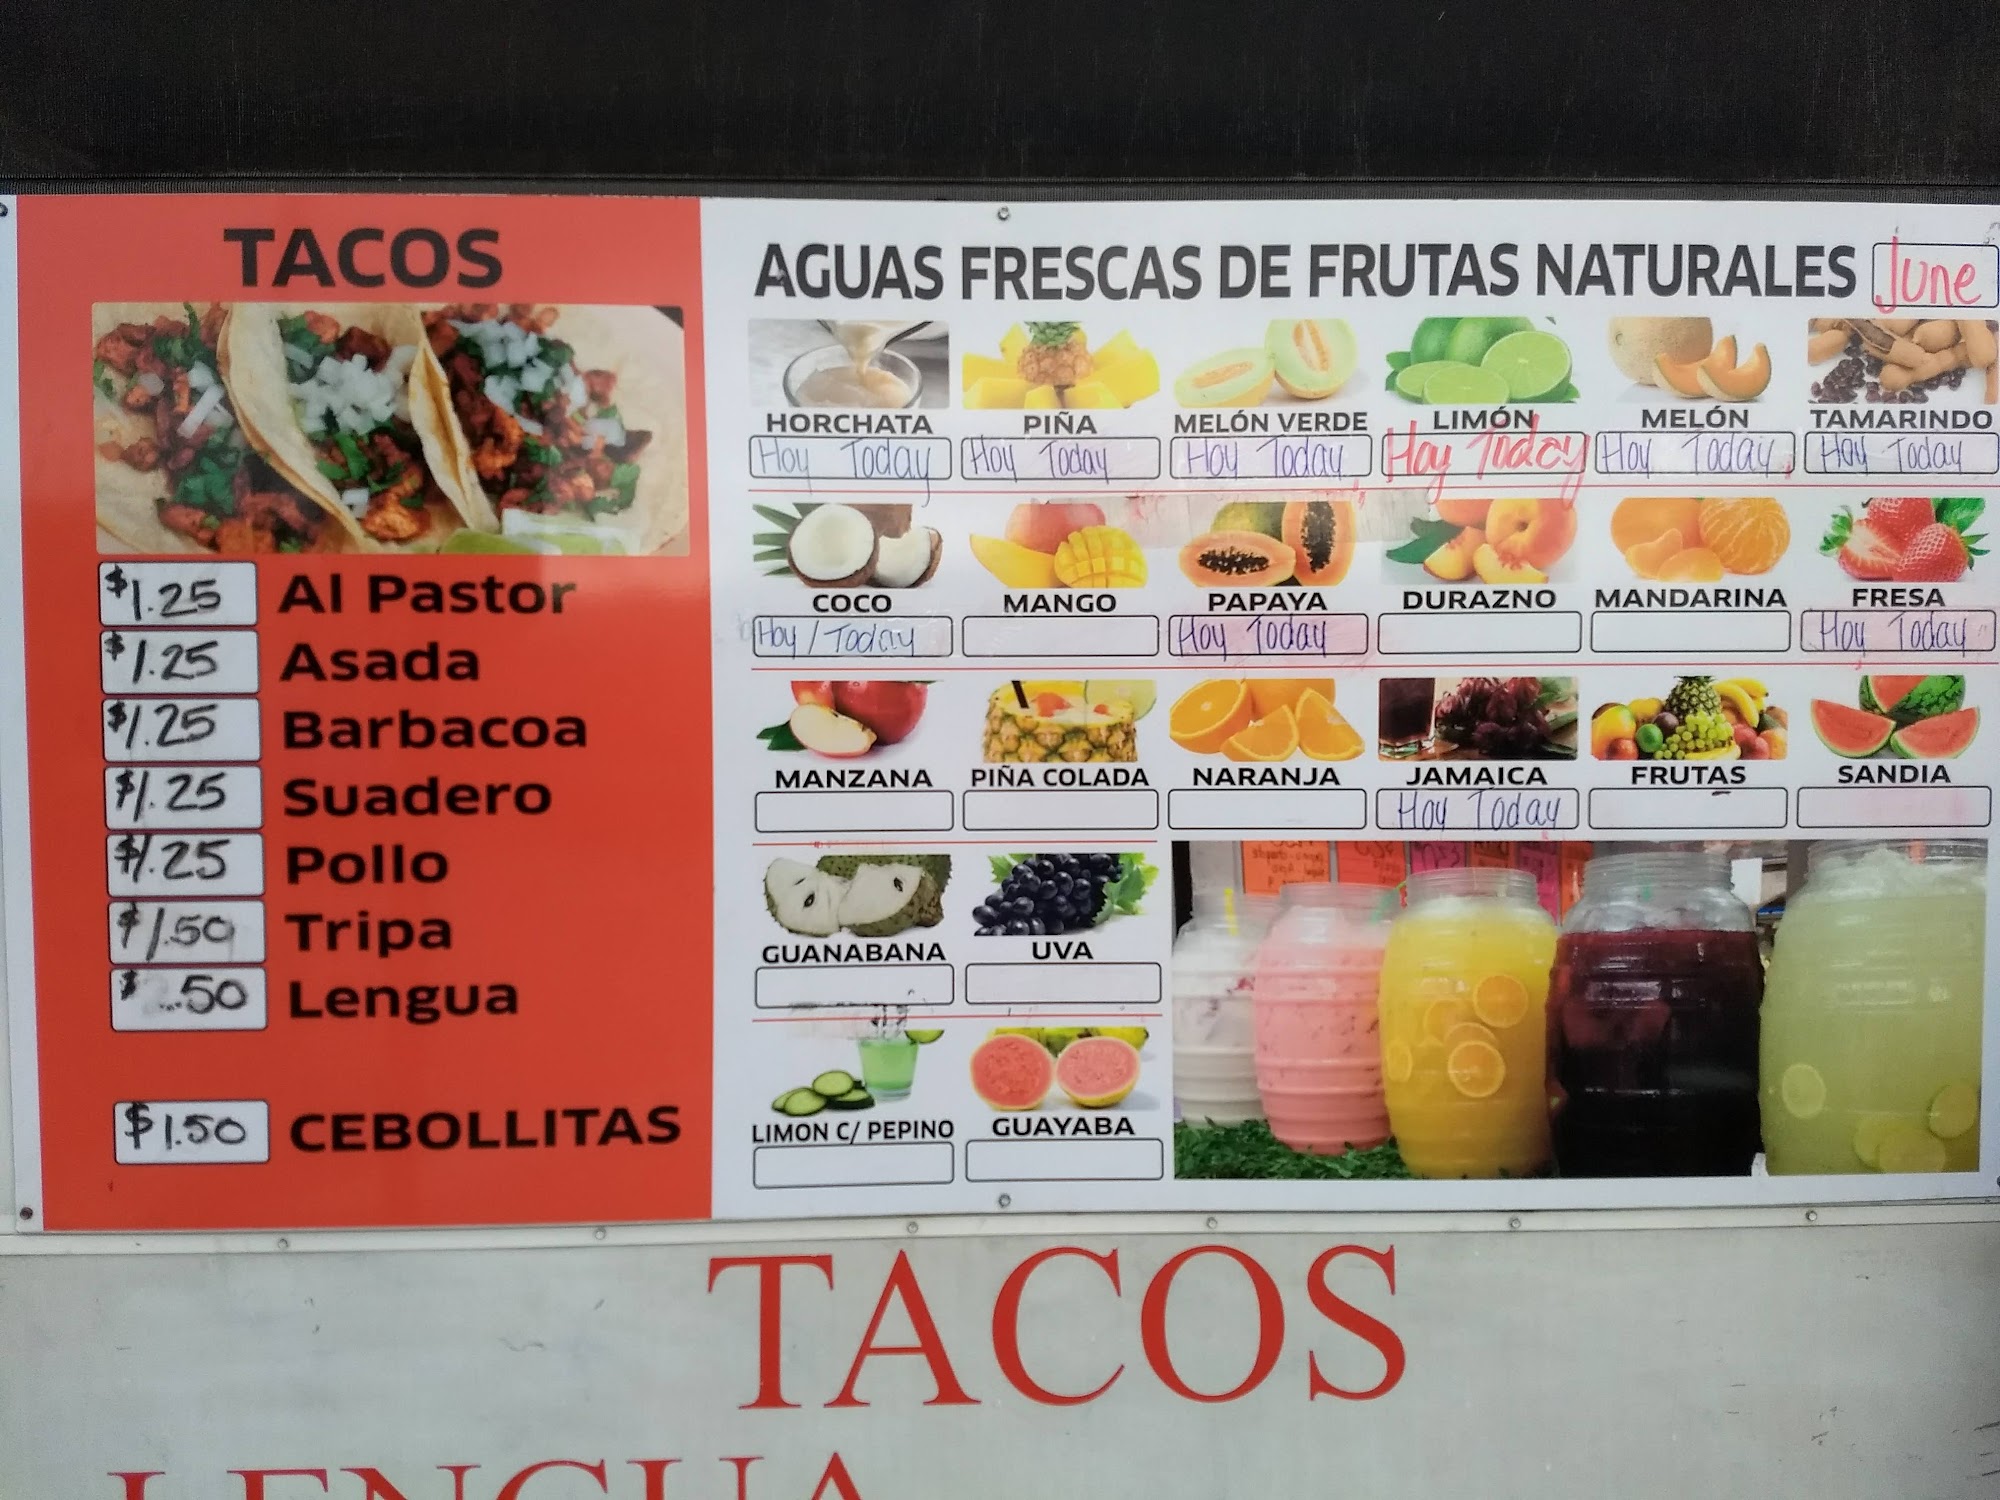 TACOS
$1.25 Al Pastor
$1.25 Asada
$1.25 Barbacoa
$1.25 Suadero
$1.25 Pollo
$1.50 Tripa
Lengua
$1.50 CEBOLLITAS
AGUAS FRESCAS DE FRUTAS NATURALES June
HORCHATA PIÑA MELÓN VERDE LIMÓN MELÓN TAMARINDO
Hoy Today Hoy Today Hoy Today Hoy Today Hoy Today Hoy Today
COCO MANGO PAPAYA DURAZNO MANDARINA FRESA
Hoy / Today Hoy Today Hoy Today
MANZANA PIÑA COLADA NARANJA JAMAICA FRUTAS SANDIA
Hoy Today
GUANABANA UVA
LIMON C/ PEPINO GUAYABA
TACOS
LENGUA